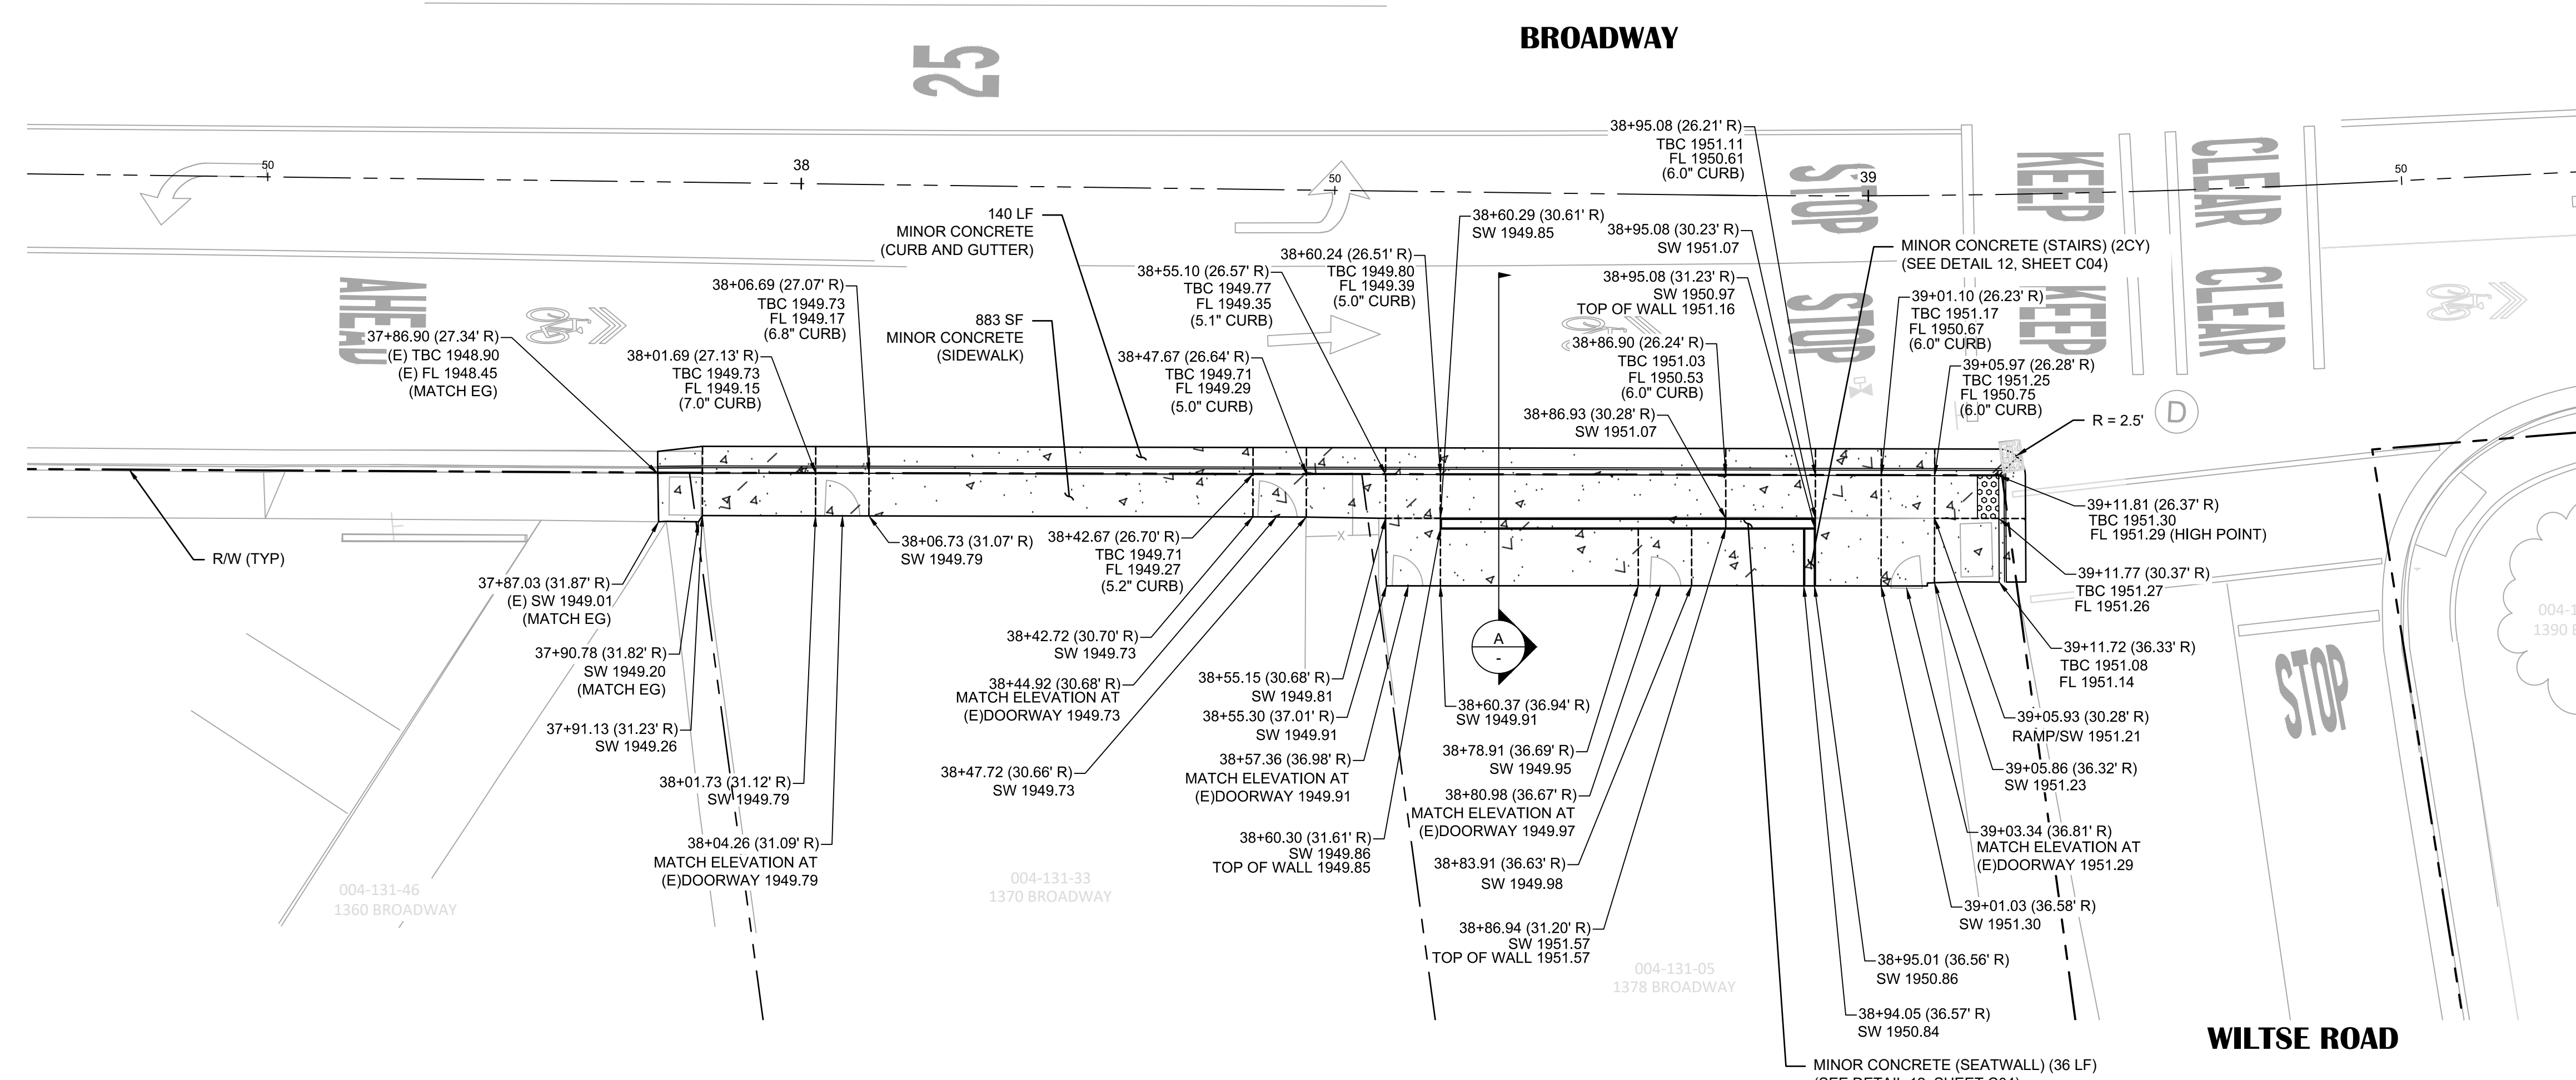 BROADWAY
25
50
38
50
39
50
AHEAD
STOP
STOP
KEEP
KEEP
CLEAR
CLEAR
38+95.08 (26.21' R)
TBC 1951.11
FL 1950.61
(6.0" CURB)
140 LF
MINOR CONCRETE
(CURB AND GUTTER)
38+60.29 (30.61' R)
SW 1949.85
38+95.08 (30.23' R)
SW 1951.07
MINOR CONCRETE (STAIRS) (2CY)
(SEE DETAIL 12, SHEET C04)
38+60.24 (26.51' R)
TBC 1949.80
FL 1949.39
(5.0" CURB)
38+55.10 (26.57' R)
TBC 1949.77
FL 1949.35
(5.1" CURB)
38+95.08 (31.23' R)
SW 1950.97
TOP OF WALL 1951.16
38+06.69 (27.07' R)
TBC 1949.73
FL 1949.17
(6.8" CURB)
39+01.10 (26.23' R)
TBC 1951.17
FL 1950.67
(6.0" CURB)
883 SF
MINOR CONCRETE
(SIDEWALK)
37+86.90 (27.34' R)
(E) TBC 1948.90
(E) FL 1948.45
(MATCH EG)
38+01.69 (27.13' R)
TBC 1949.73
FL 1949.15
(7.0" CURB)
38+47.67 (26.64' R)
TBC 1949.71
FL 1949.29
(5.0" CURB)
38+86.90 (26.24' R)
TBC 1951.03
FL 1950.53
(6.0" CURB)
39+05.97 (26.28' R)
TBC 1951.25
FL 1950.75
(6.0" CURB)
38+86.93 (30.28' R)
SW 1951.07
D
R = 2.5'
R/W (TYP)
39+11.81 (26.37' R)
TBC 1951.30
FL 1951.29 (HIGH POINT)
38+06.73 (31.07' R)
SW 1949.79
38+42.67 (26.70' R)
TBC 1949.71
FL 1949.27
(5.2" CURB)
X
37+87.03 (31.87' R)
(E) SW 1949.01
(MATCH EG)
39+11.77 (30.37' R)
TBC 1951.27
FL 1951.26
38+42.72 (30.70' R)
SW 1949.73
A
-
37+90.78 (31.82' R)
SW 1949.20
(MATCH EG)
39+11.72 (36.33' R)
TBC 1951.08
FL 1951.14
STOP
38+44.92 (30.68' R)
MATCH ELEVATION AT
(E)DOORWAY 1949.73
38+55.15 (30.68' R)
SW 1949.81
38+55.30 (37.01' R)
SW 1949.91
38+60.37 (36.94' R)
SW 1949.91
39+05.93 (30.28' R)
RAMP/SW 1951.21
37+91.13 (31.23' R)
SW 1949.26
38+57.36 (36.98' R)
MATCH ELEVATION AT
(E)DOORWAY 1949.91
38+78.91 (36.69' R)
SW 1949.95
39+05.86 (36.32' R)
SW 1951.23
38+47.72 (30.66' R)
SW 1949.73
38+01.73 (31.12' R)
SW 1949.79
38+80.98 (36.67' R)
MATCH ELEVATION AT
(E)DOORWAY 1949.97
39+03.34 (36.81' R)
MATCH ELEVATION AT
(E)DOORWAY 1951.29
38+04.26 (31.09' R)
MATCH ELEVATION AT
(E)DOORWAY 1949.79
38+60.30 (31.61' R)
SW 1949.86
TOP OF WALL 1949.85
38+83.91 (36.63' R)
SW 1949.98
004-131-46
1360 BROADWAY
004-131-33
1370 BROADWAY
39+01.03 (36.58' R)
SW 1951.30
38+86.94 (31.20' R)
SW 1951.57
TOP OF WALL 1951.57
38+95.01 (36.56' R)
SW 1950.86
004-131-05
1378 BROADWAY
38+94.05 (36.57' R)
SW 1950.84
WILTSE ROAD
MINOR CONCRETE (SEATWALL) (36 LF)
004-1
1390